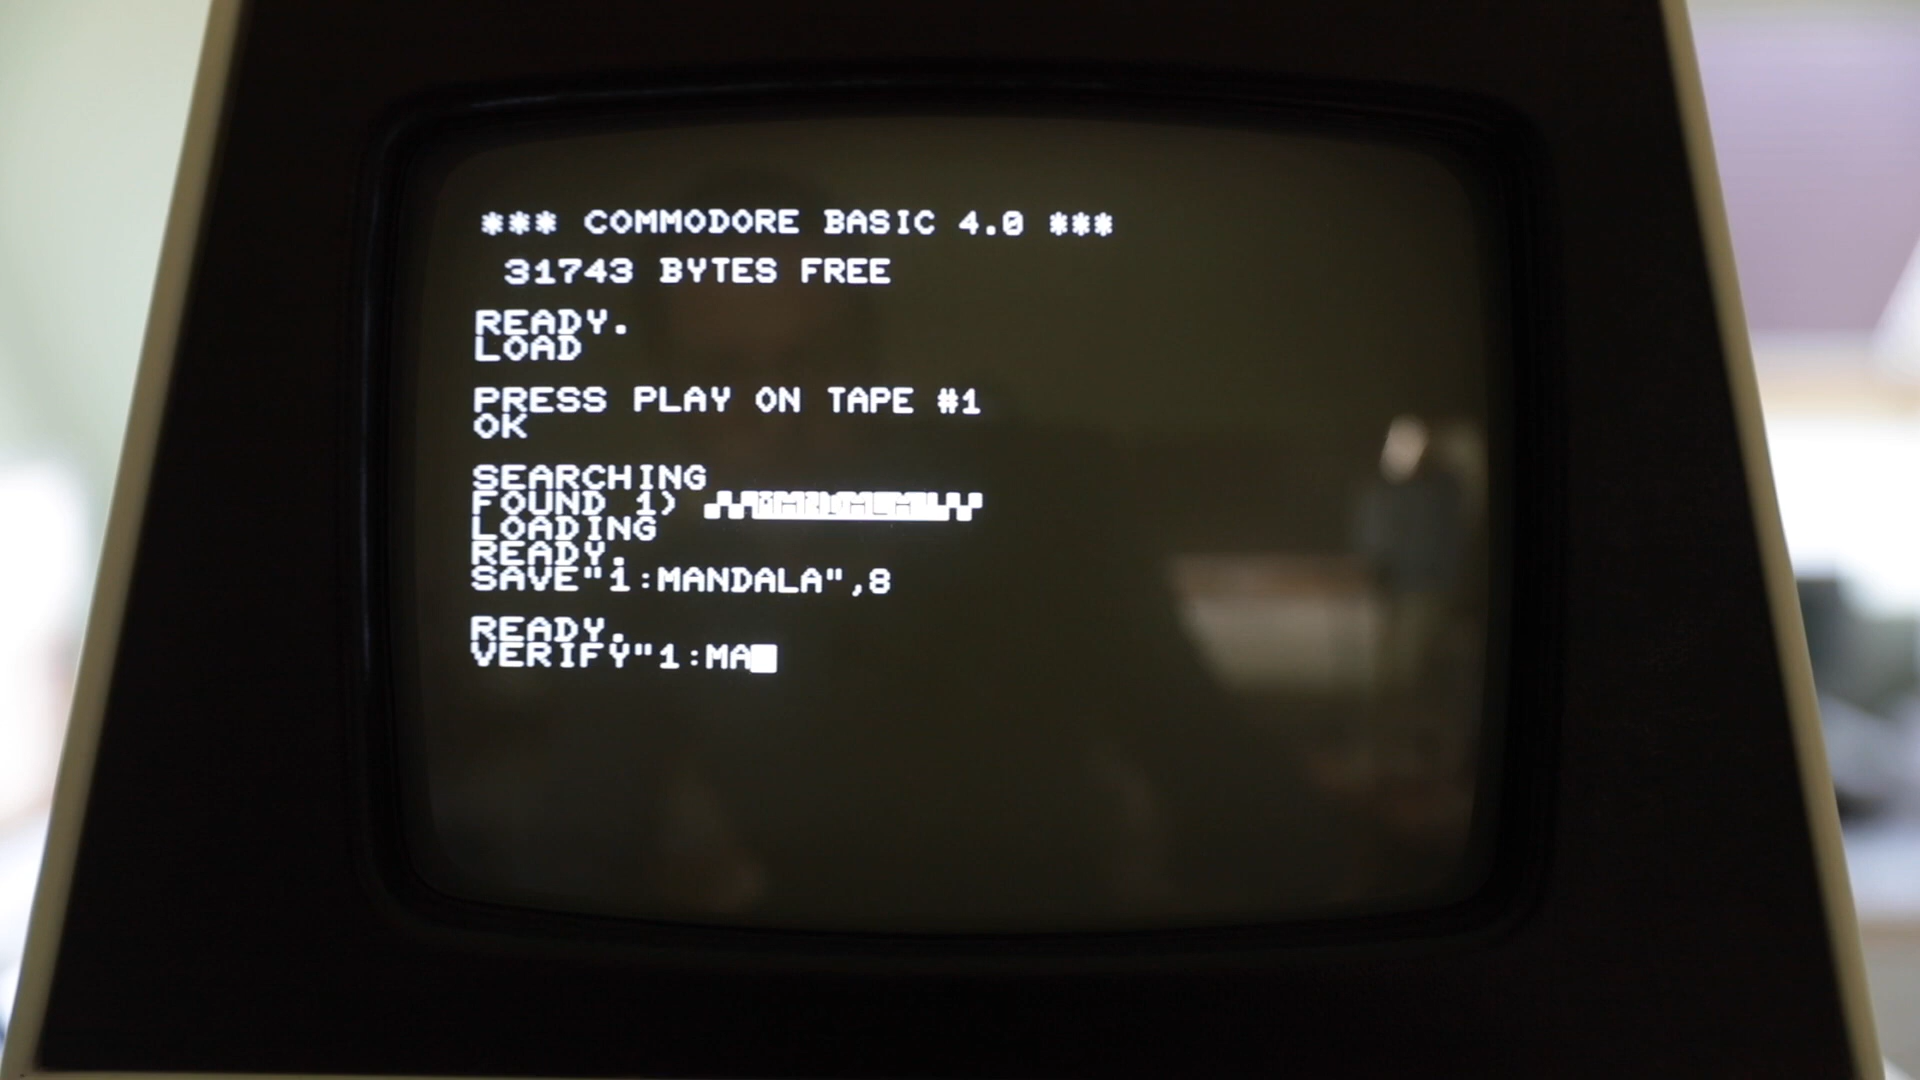 *** COMMODORE BASIC 4.0 ***
31743 BYTES FREE
READY.
LOAD
PRESS PLAY ON TAPE #1
OK
SEARCHING
FOUND 1)
LOADING
READY.
SAVE"1:MANDALA",8
READY.
VERIFY"1:MA